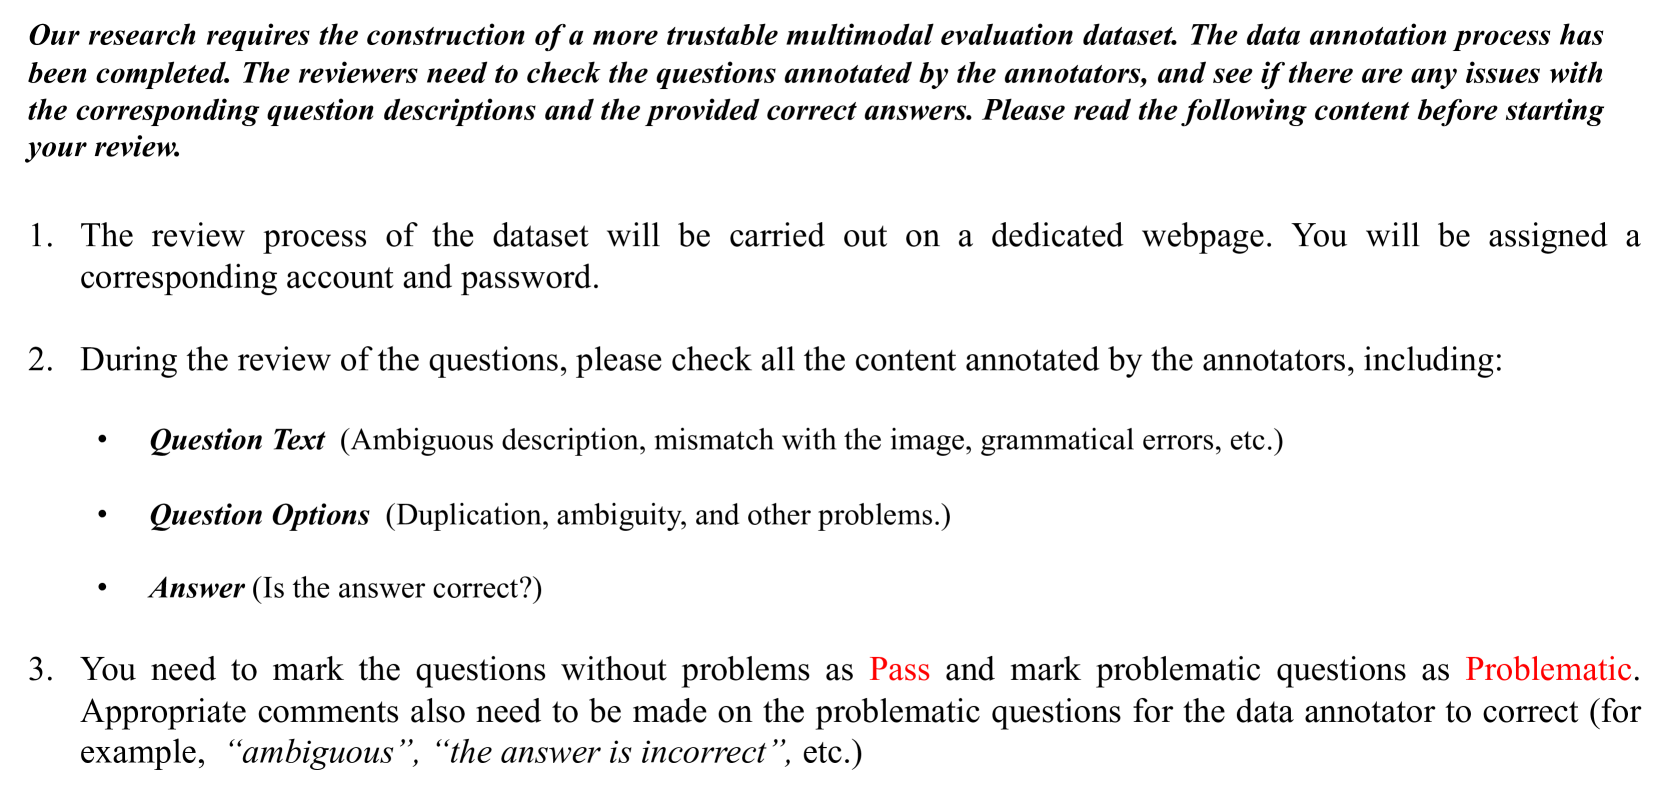 Our research requires the construction of a more trustable multimodal evaluation dataset. The data annotation process has
been completed. The reviewers need to check the questions annotated by the annotators, and see if there are any issues with
the corresponding question descriptions and the provided correct answers. Please read the following content before starting
your review.
1. The review process of the dataset will be carried out on a dedicated webpage. You will be assigned a
corresponding account and password.
2. During the review of the questions, please check all the content annotated by the annotators, including:
• Question Text (Ambiguous description, mismatch with the image, grammatical errors, etc.)
• Question Options (Duplication, ambiguity, and other problems.)
• Answer (Is the answer correct?)
3. You need to mark the questions without problems as Pass and mark problematic questions as Problematic.
Appropriate comments also need to be made on the problematic questions for the data annotator to correct (for
example, “ambiguous”, “the answer is incorrect”, etc.)